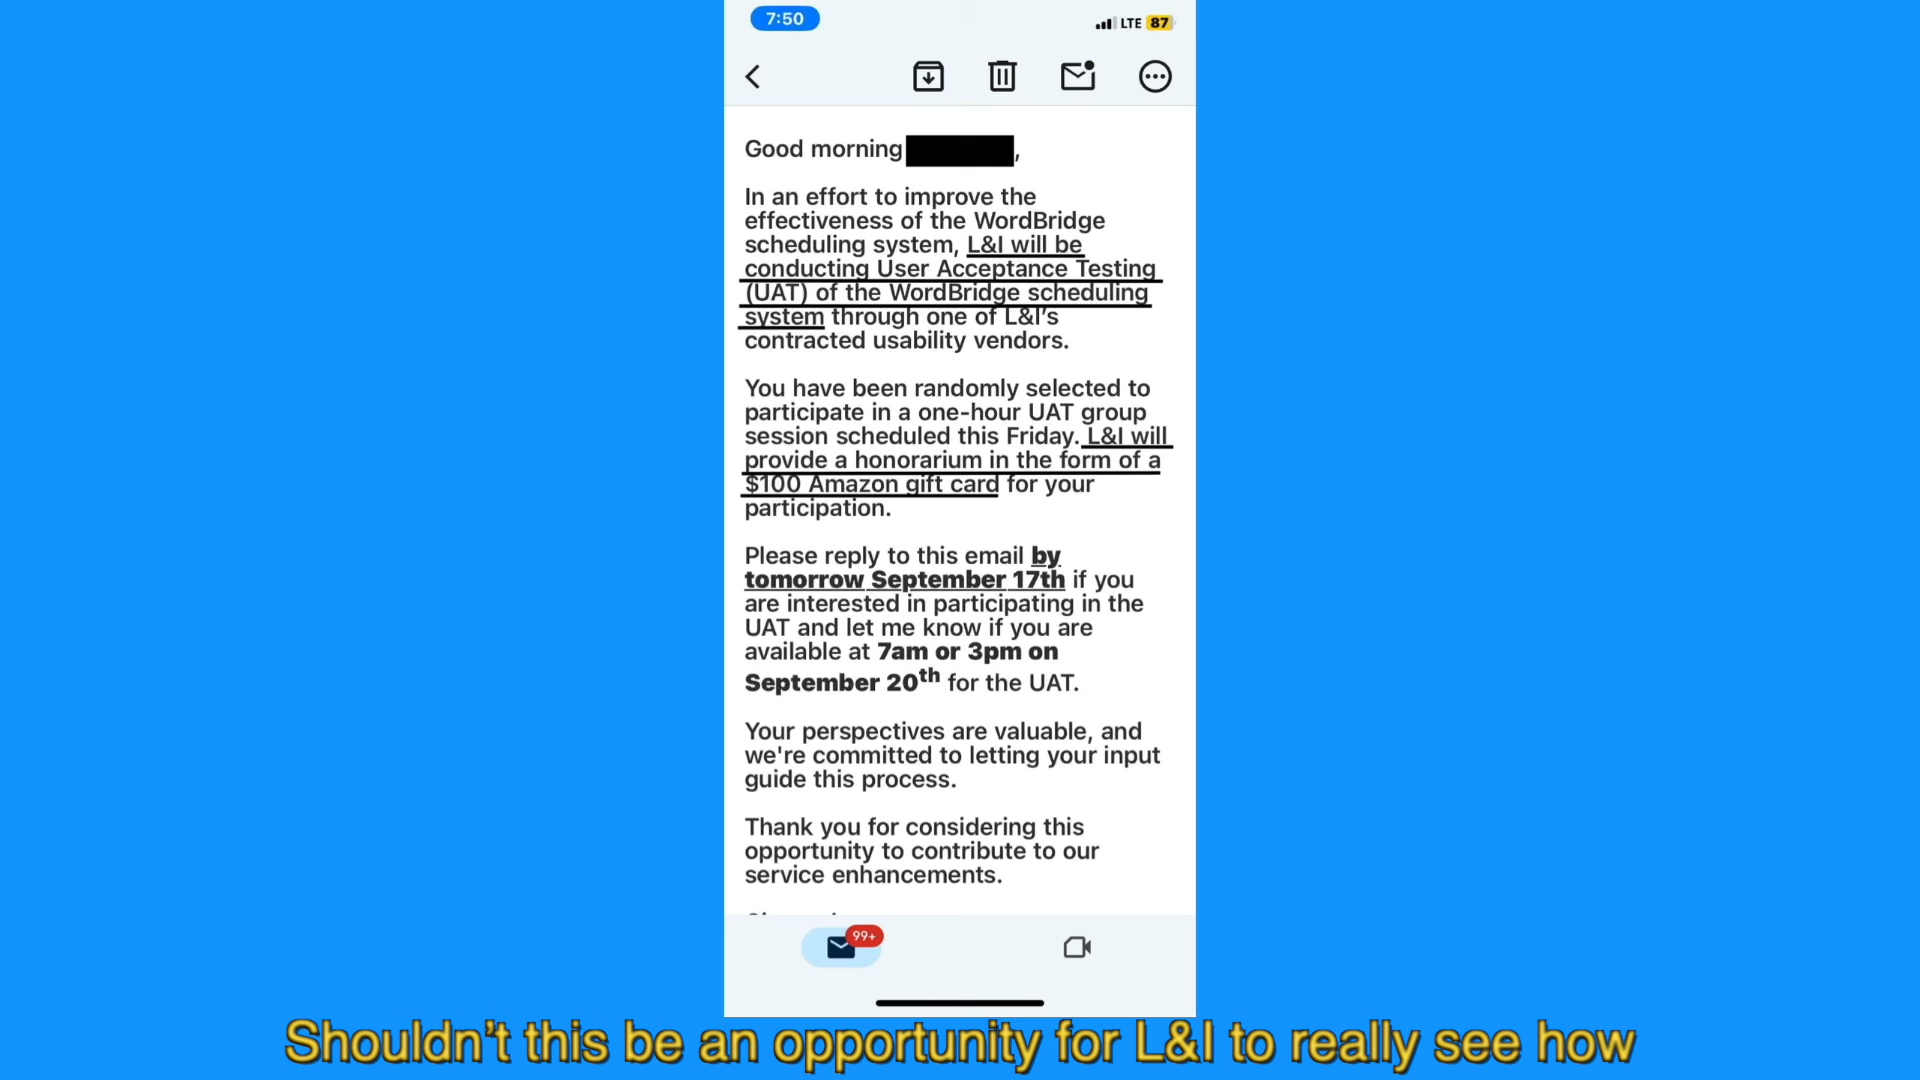 7:50
LTE 87
Good morning ,
In an effort to improve the
effectiveness of the WordBridge
scheduling system, L&I will be
conducting User Acceptance Testing
(UAT) of the WordBridge scheduling
system through one of L&I's
contracted usability vendors.
You have been randomly selected to
participate in a one-hour UAT group
session scheduled this Friday. L&I will
provide a honorarium in the form of a
$100 Amazon gift card for your
participation.
Please reply to this email by
tomorrow September 17th if you
are interested in participating in the
UAT and let me know if you are
available at 7am or 3pm on
September 20th for the UAT.
Your perspectives are valuable, and
we're committed to letting your input
guide this process.
Thank you for considering this
opportunity to contribute to our
service enhancements.
99+
Shouldn't this be an opportunity for L&I to really see how